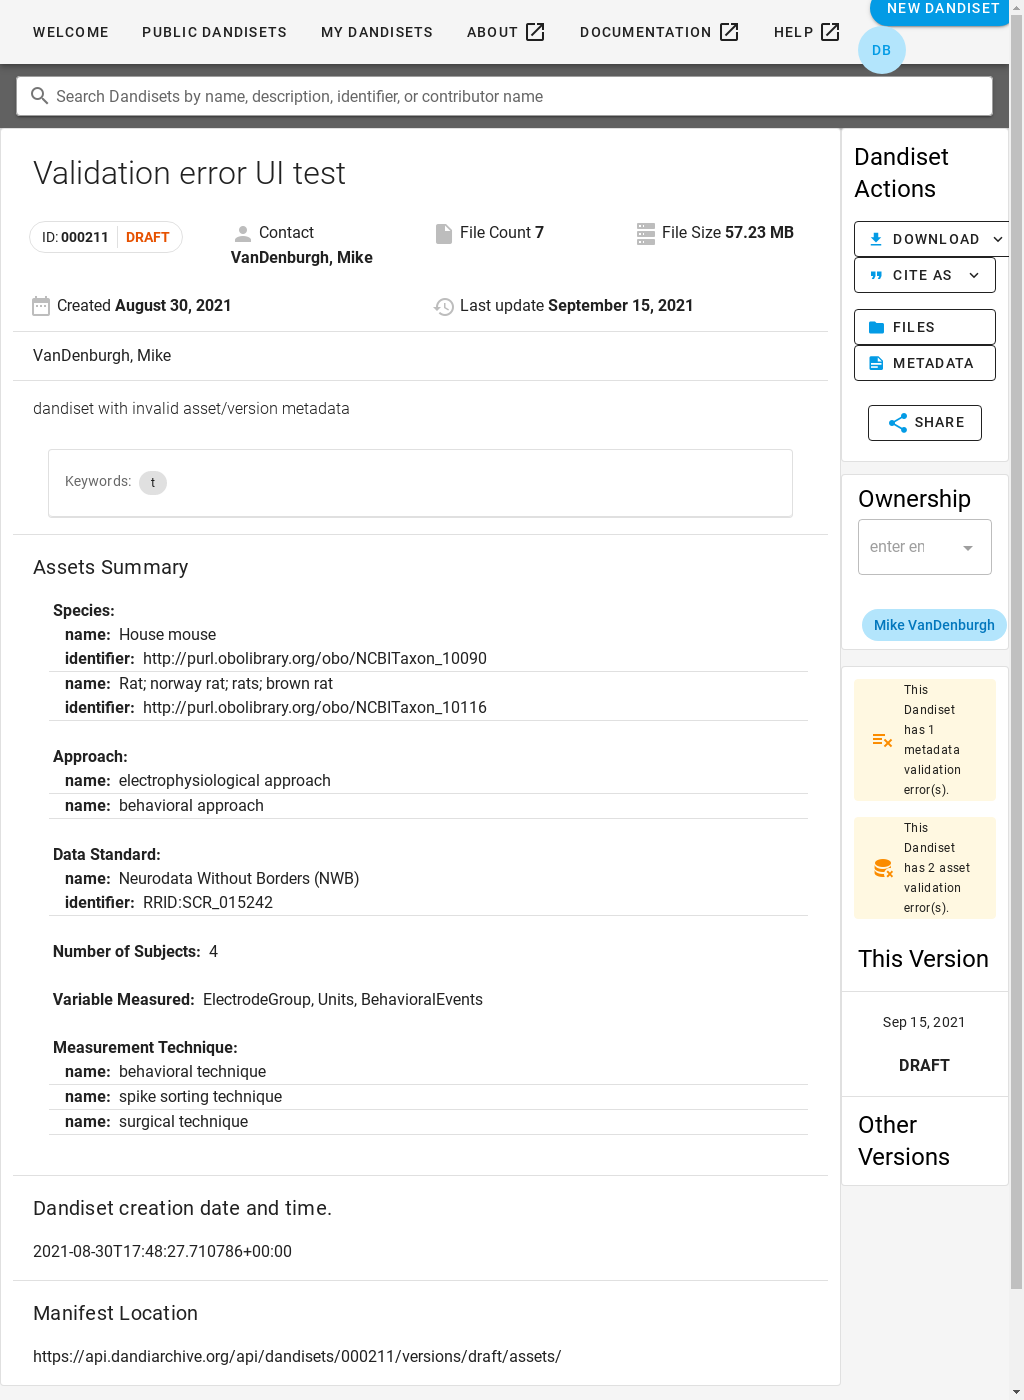 WELCOME PUBLIC DANDISETS MY DANDISETS ABOUT DOCUMENTATION HELP NEW DANDISET
DB
Search Dandisets by name, description, identifier, or contributor name
Validation error UI test
ID: 000211 DRAFT
Contact
VanDenburgh, Mike
File Count 7
File Size 57.23 MB
Created August 30, 2021
Last update September 15, 2021
VanDenburgh, Mike
dandiset with invalid asset/version metadata
Keywords: t
Assets Summary
Species:
name: House mouse
identifier: http://purl.obolibrary.org/obo/NCBITaxon_10090
name: Rat; norway rat; rats; brown rat
identifier: http://purl.obolibrary.org/obo/NCBITaxon_10116
Approach:
name: electrophysiological approach
name: behavioral approach
Data Standard:
name: Neurodata Without Borders (NWB)
identifier: RRID:SCR_015242
Number of Subjects: 4
Variable Measured: ElectrodeGroup, Units, BehavioralEvents
Measurement Technique:
name: behavioral technique
name: spike sorting technique
name: surgical technique
Dandiset creation date and time.
2021-08-30T17:48:27.710786+00:00
Manifest Location
https://api.dandiarchive.org/api/dandisets/000211/versions/draft/assets/
Dandiset
Actions
DOWNLOAD
CITE AS
FILES
METADATA
SHARE
Ownership
enter en
Mike VanDenburgh
This
Dandiset
has 1
metadata
validation
error(s).
This
Dandiset
has 2 asset
validation
error(s).
This Version
Sep 15, 2021
DRAFT
Other
Versions